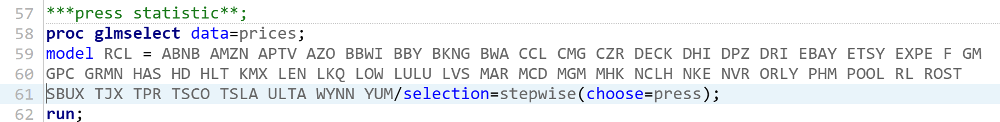 57 ***press statistic**;
58 proc glmselect data=prices;
59 model RCL = ABNB AMZN APTV AZO BBWI BBY BKNG BWA CCL CMG CZR DECK DHI DPZ DRI EBAY ETSY EXPE F GM
60 GPC GRMN HAS HD HLT KMX LEN LKQ LOW LULU LVS MAR MCD MGM MHK NCLH NKE NVR ORLY PHM POOL RL ROST
61 SBUX TJX TPR TSCO TSLA ULTA WYNN YUM/selection=stepwise(choose=press);
62 run;